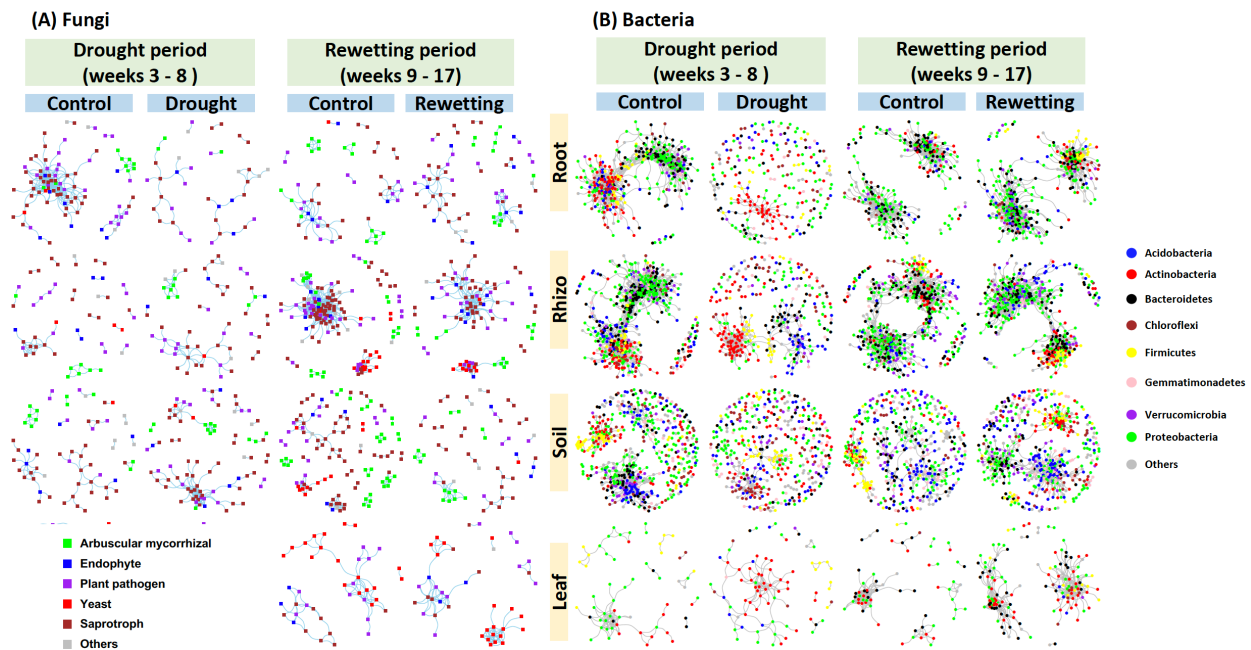 (A) Fungi
Drought period
(weeks 3 - 8 )
Rewetting period
(weeks 9 - 17)
Control
Drought
Control
Rewetting
(B) Bacteria
Drought period
(weeks 3 - 8 )
Rewetting period
(weeks 9 - 17)
Control
Drought
Control
Rewetting
Root
Rhizo
Soil
Leaf
Arbuscular mycorrhizal
Endophyte
Plant pathogen
Yeast
Saprotroph
Others
Acidobacteria
Actinobacteria
Bacteroidetes
Chloroflexi
Firmicutes
Gemmatimonadetes
Verrucomicrobia
Proteobacteria
Others